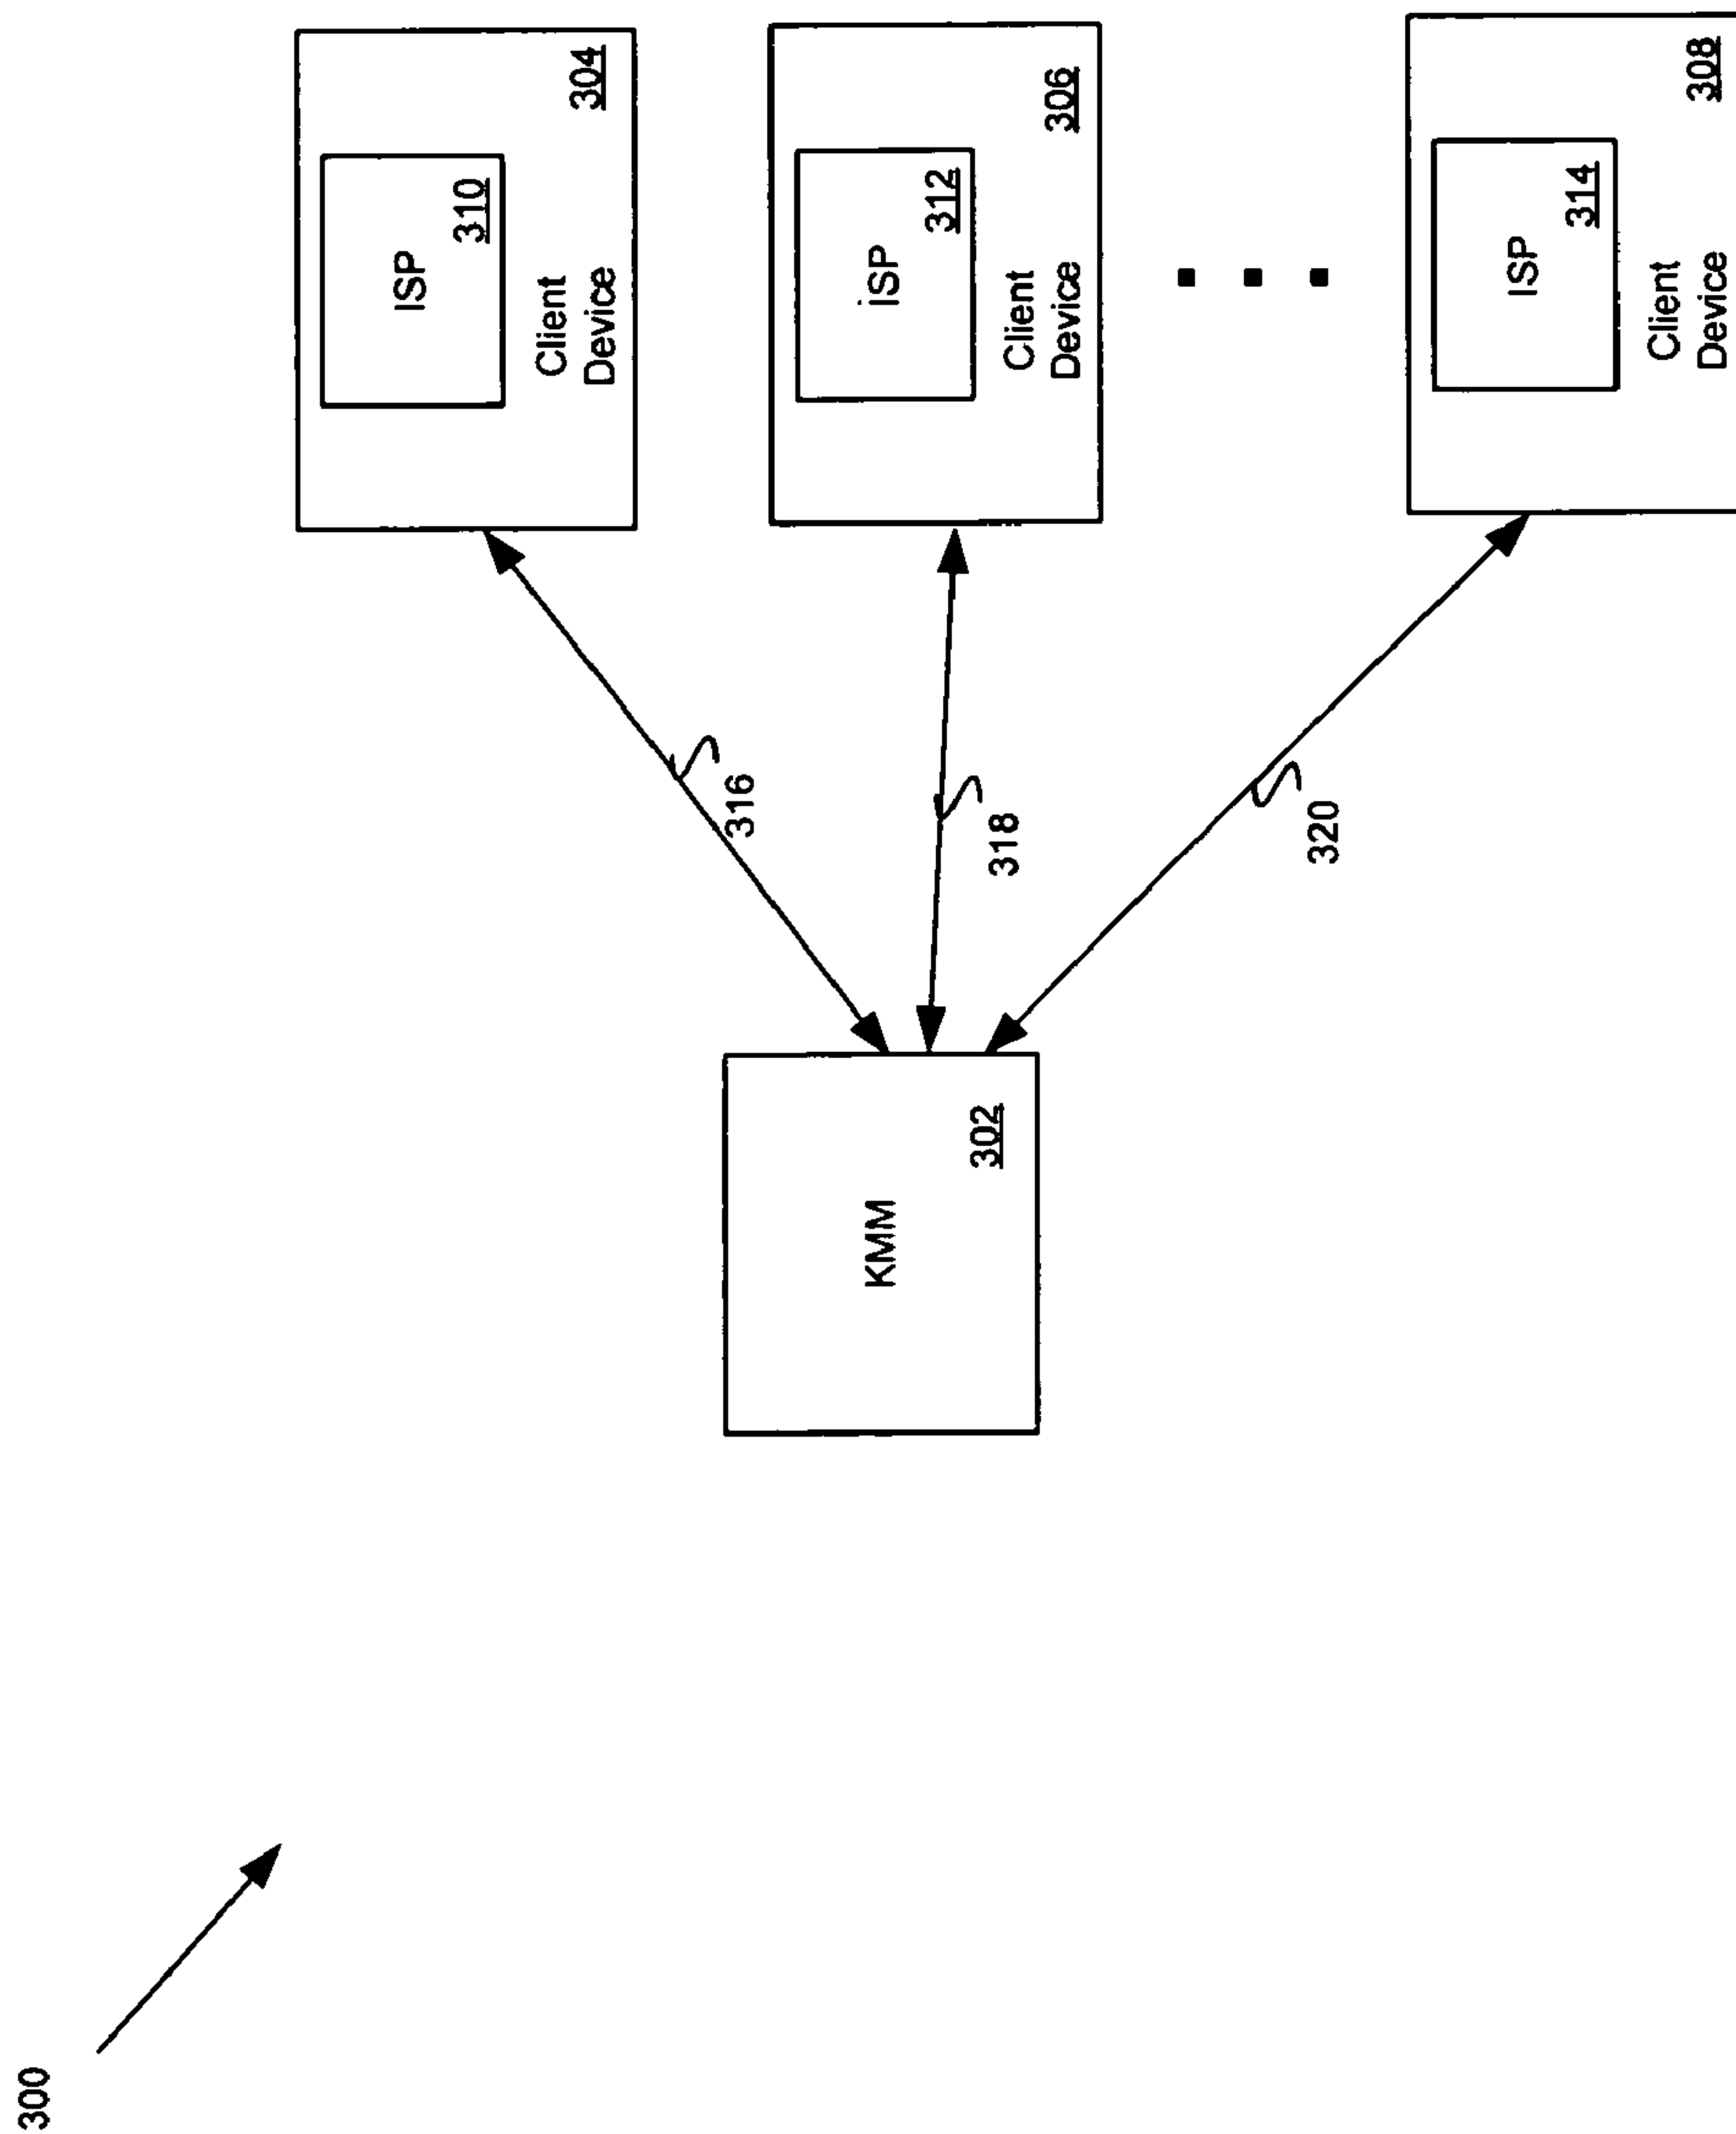 300
KMM
302
316
318
320
ISP
310
Client
Device
304
iSP
312
Client
Device
306
ISP
314
Client
Device
308